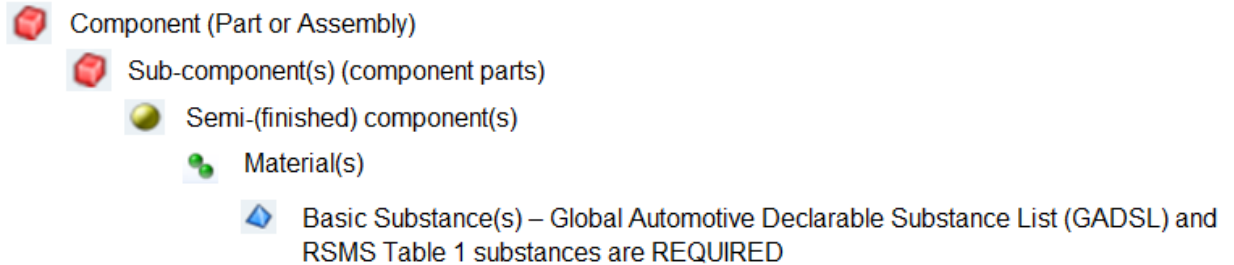 Component (Part or Assembly)
Sub-component(s) (component parts)
Semi-(finished) component(s)
Material(s)
Basic Substance(s) – Global Automotive Declarable Substance List (GADSL) and
RSMS Table 1 substances are REQUIRED